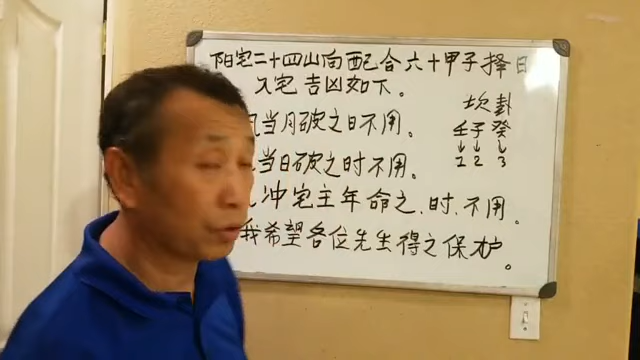 阳宅二十四山向配合六十甲子择日
入宅吉凶如下。
当月破之日不用。
当日破之时不用。
冲宅主年命之.时.不用.
我希望各位先生得之保护。
坎卦
壬子癸
↓↓↓
1 2 3